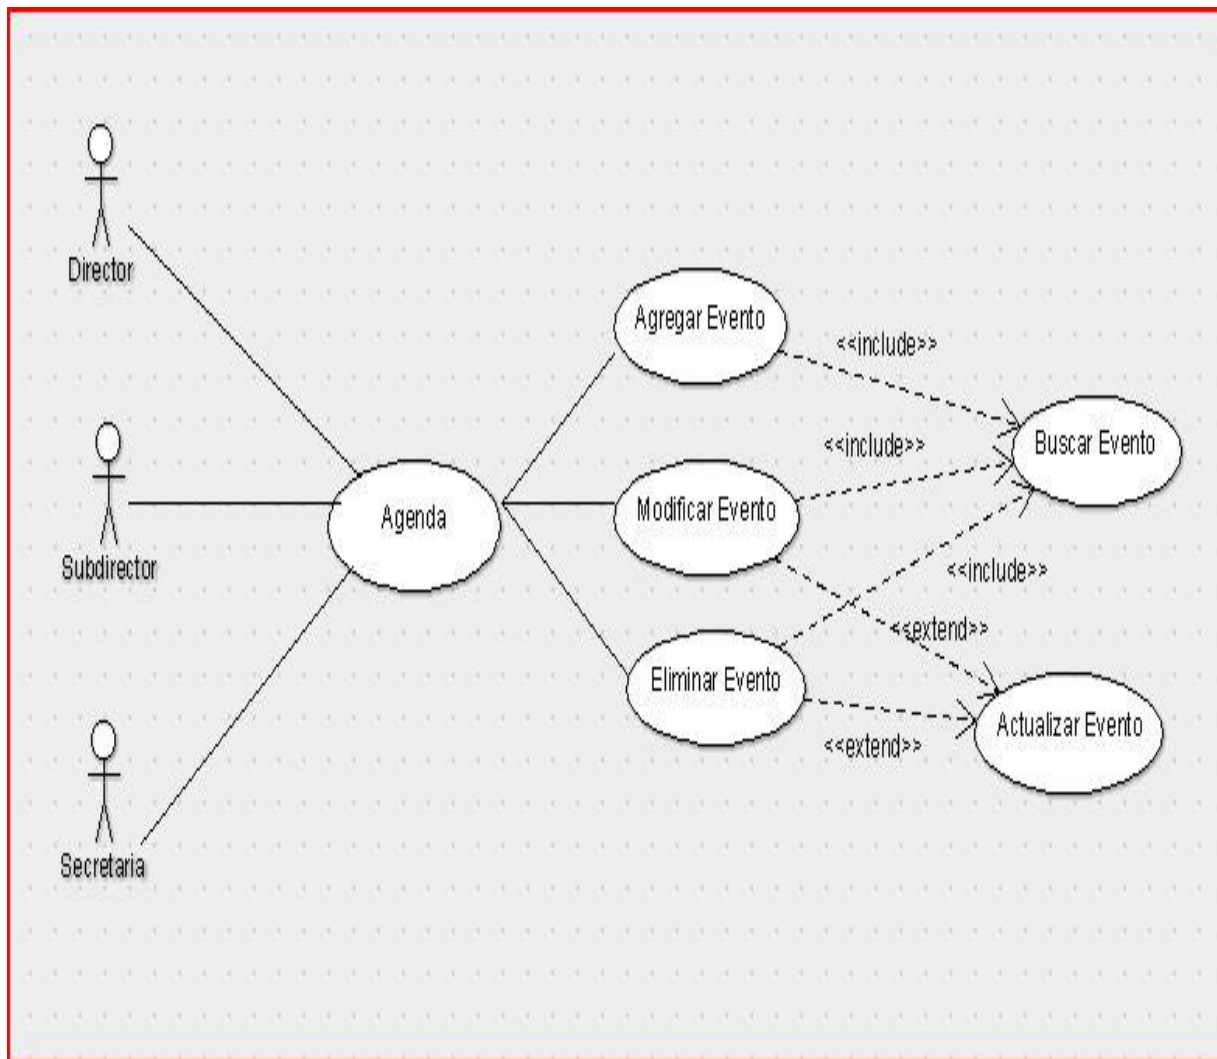 Director
Agregar Evento
<<include>>
Buscar Evento
<<include>>
Modificar Evento
Agenda
Subdirector
<<include>>
<<extend>>
Eliminar Evento
Actualizar Evento
<<extend>>
Secretaria